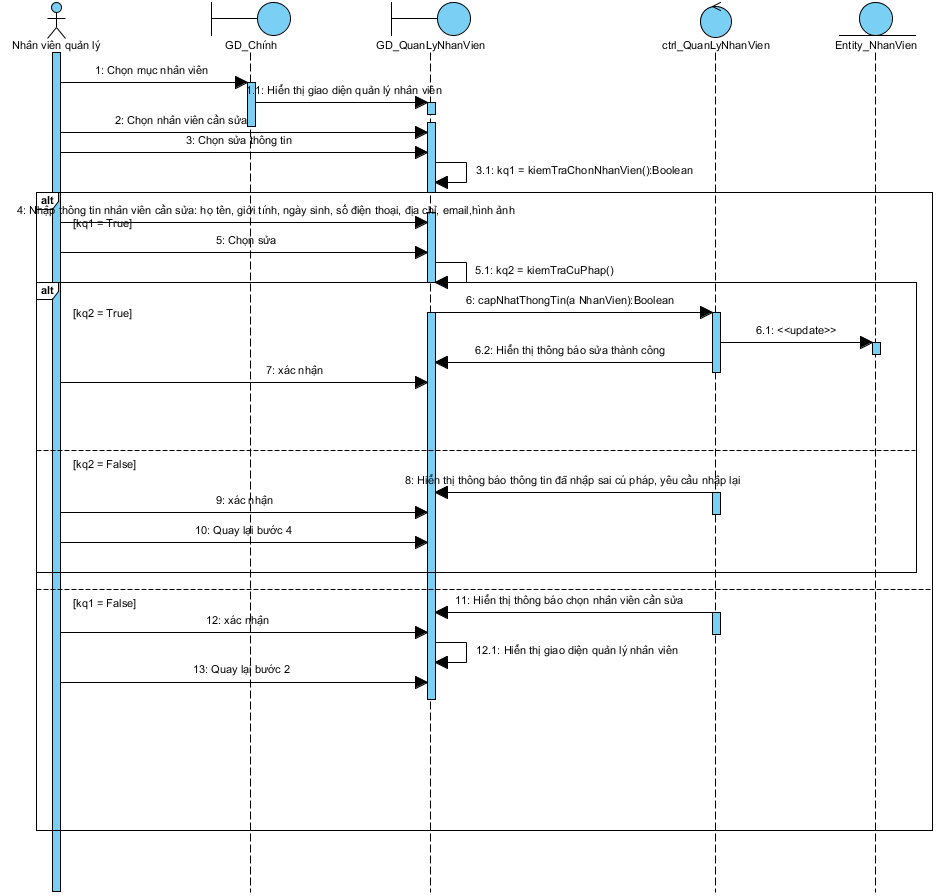 Nhân viên quản lý
GD_Chính
GD_QuanLyNhanVien
ctrl_QuanLyNhanVien
Entity_NhanVien
1: Chọn mục nhân viên
1.1: Hiển thị giao diện quản lý nhân viên
2: Chọn nhân viên cần sửa
3: Chọn sửa thông tin
3.1: kq1 = kiemTraChonNhanVien():Boolean
alt
4: Nhập thông tin nhân viên cần sửa: họ tên, giới tính, ngày sinh, số điện thoại, địa chỉ, email,hình ảnh
[kq1 = True]
5: Chọn sửa
5.1: kq2 = kiemTraCuPhap()
alt
6: capNhatThongTin(a NhanVien):Boolean
[kq2 = True]
6.1: <<update>>
6.2: Hiển thị thông báo sửa thành công
7: xác nhận
[kq2 = False]
8: Hiển thị thông báo thông tin đã nhập sai cú pháp, yêu cầu nhập lại
9: xác nhận
10: Quay lại bước 4
[kq1 = False]
11: Hiển thị thông báo chọn nhân viên cần sửa
12: xác nhận
12.1: Hiển thị giao diện quản lý nhân viên
13: Quay lại bước 2